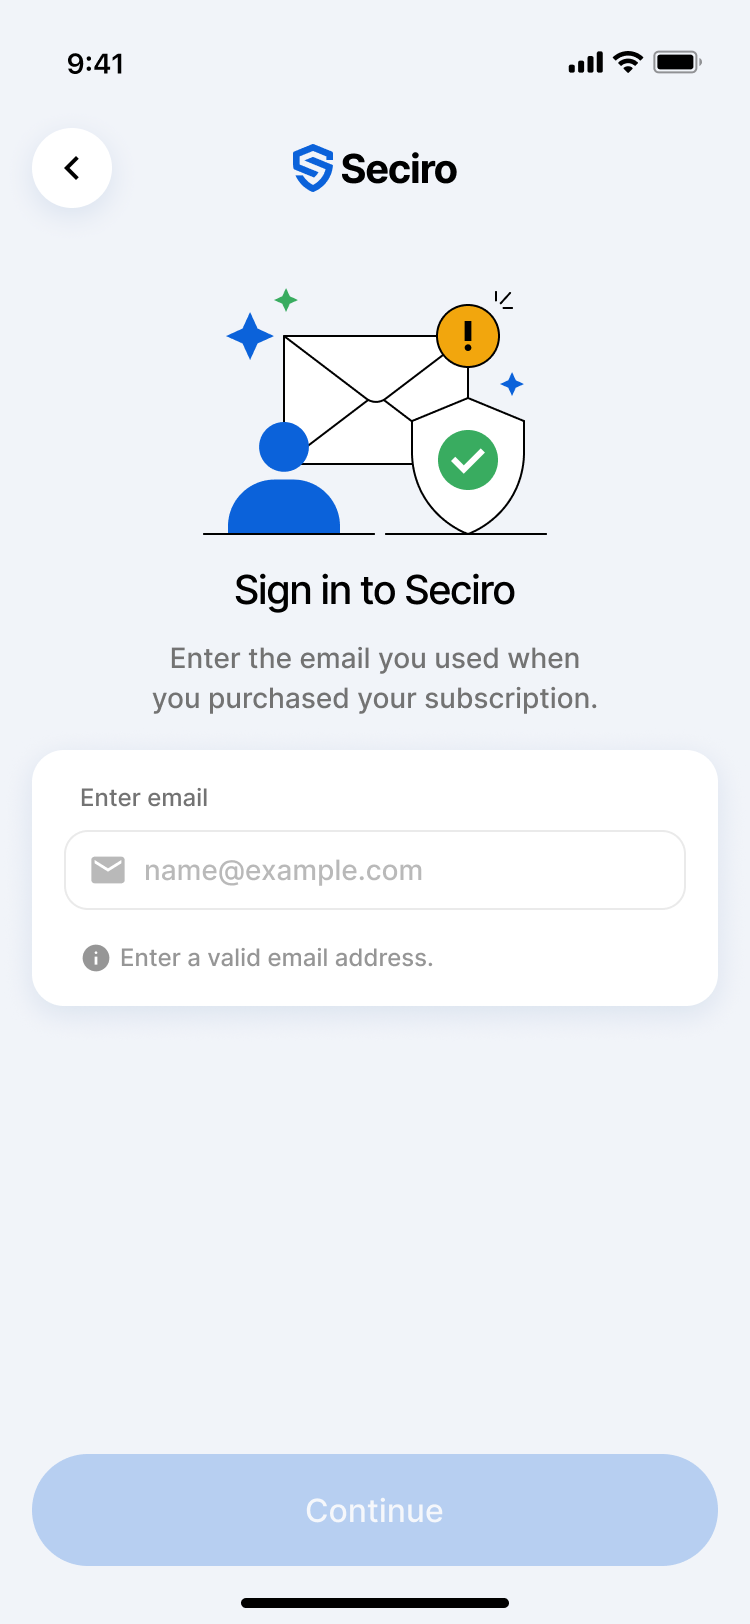 9:41
Seciro
Sign in to Seciro
Enter the email you used when
you purchased your subscription.
Enter email
name@example.com
Enter a valid email address.
Continue